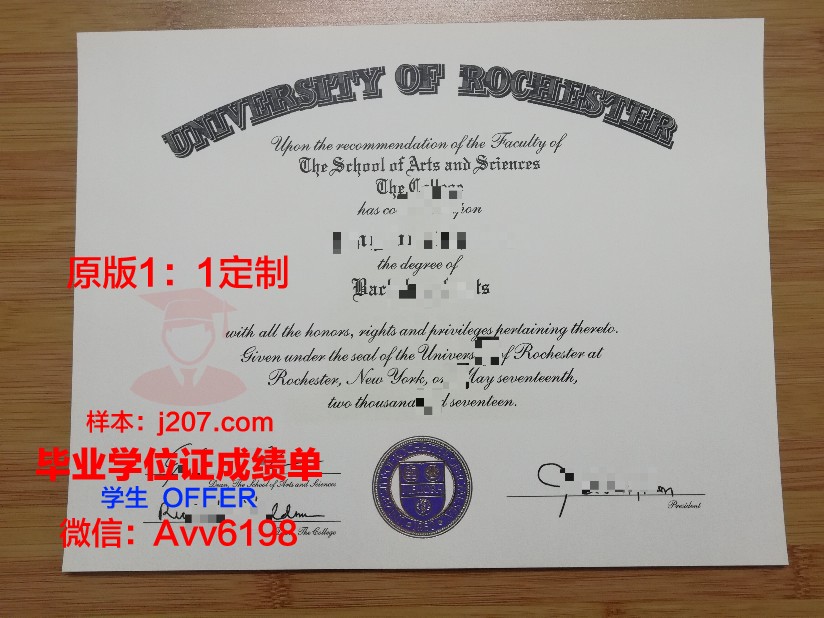 UNIVERSITY OF ROCHESTER
Upon the recommendation of the Faculty of
The School of Arts and Sciences
The
has
the degree of
with all the honors, rights and privileges pertaining thereto.
Given under the seal of the of Rochester at
Rochester, New York, on May seventeenth,
two thousand seventeen.
原版1：1定制
样本：j207.com
毕业学位证成绩单
学生 OFFER
微信：Avv6198
Dean, The School of Arts and Sciences
The College
President